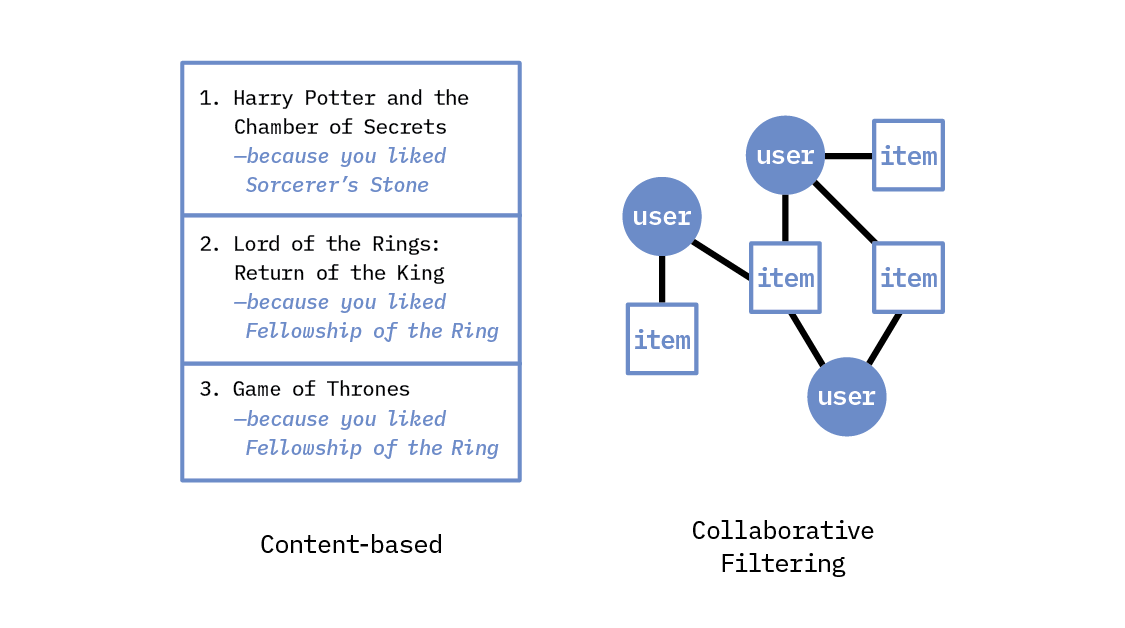 1. Harry Potter and the
Chamber of Secrets
—because you liked
Sorcerer’s Stone
2. Lord of the Rings:
Return of the King
—because you liked
Fellowship of the Ring
3. Game of Thrones
—because you liked
Fellowship of the Ring
Content-based
user
item
user
item
item
item
user
Collaborative
Filtering